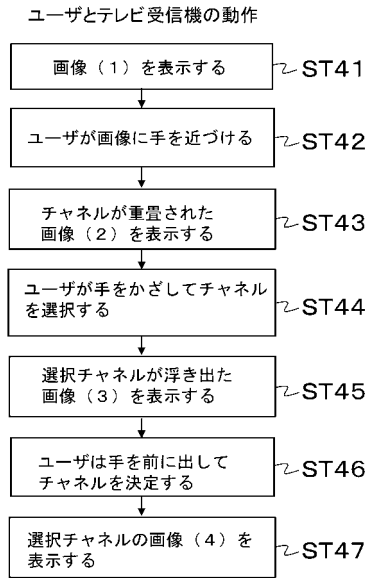 ユーザとテレビ受信機の動作
画像（１）を表示する
ST41
ユーザが画像に手を近づける
ST42
チャネルが重畳された
画像（２）を表示する
ST43
ユーザが手をかざしてチャネル
を選択する
ST44
選択チャネルが浮き出た
画像（３）を表示する
ST45
ユーザは手を前に出して
チャネルを決定する
ST46
選択チャネルの画像（４）を
表示する
ST47